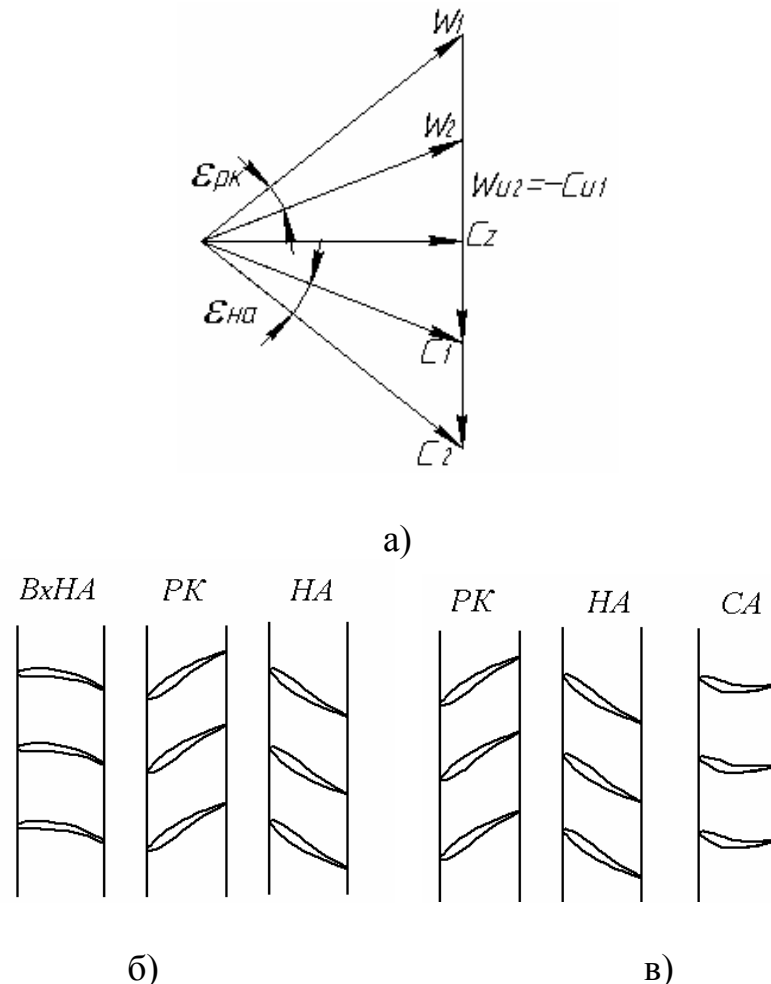 W1
W2
εрк
Wu2=-Cu1
Cz
εна
C1
C2
а)
ВхНА РК НА РК НА СА
б) в)